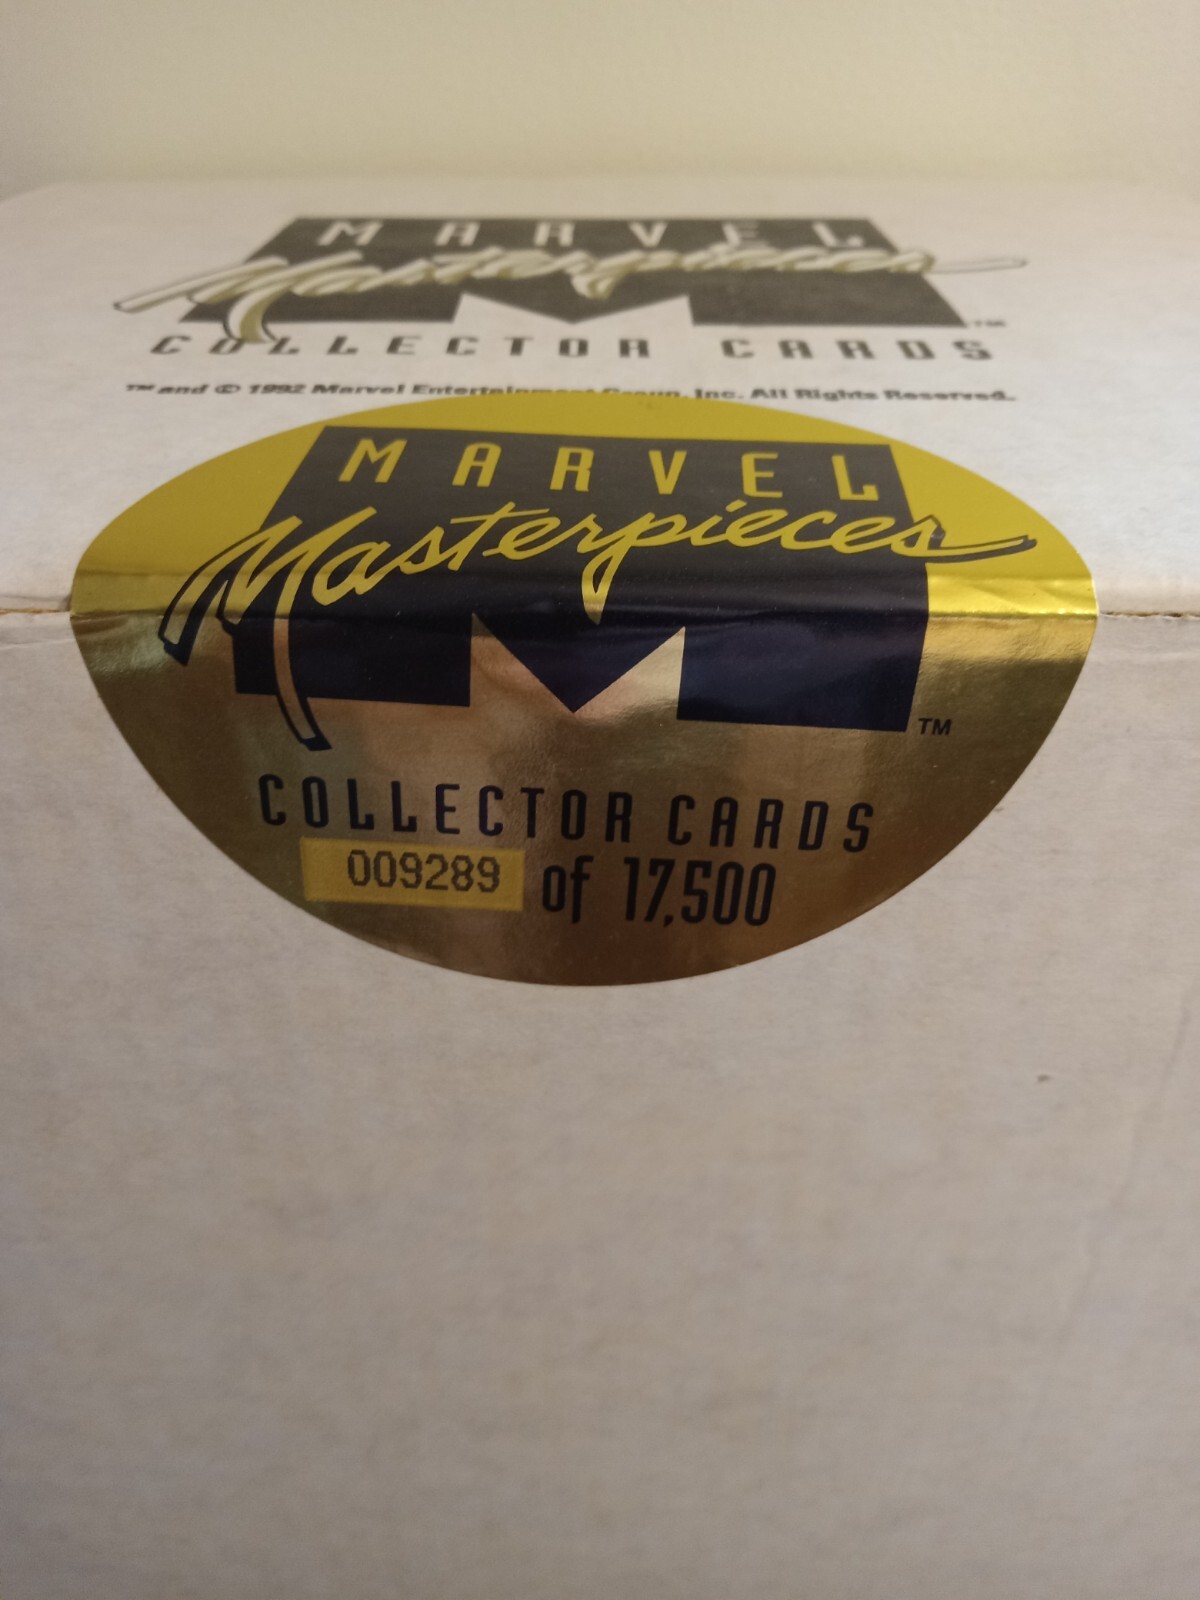 MARVEL
Masterpieces
TM
COLLECTOR CARDS
TM and © 1992 Marvel Entertainment Group, Inc. All Rights Reserved.
MARVEL
Masterpieces
TM
COLLECTOR CARDS
009289 of 17,500